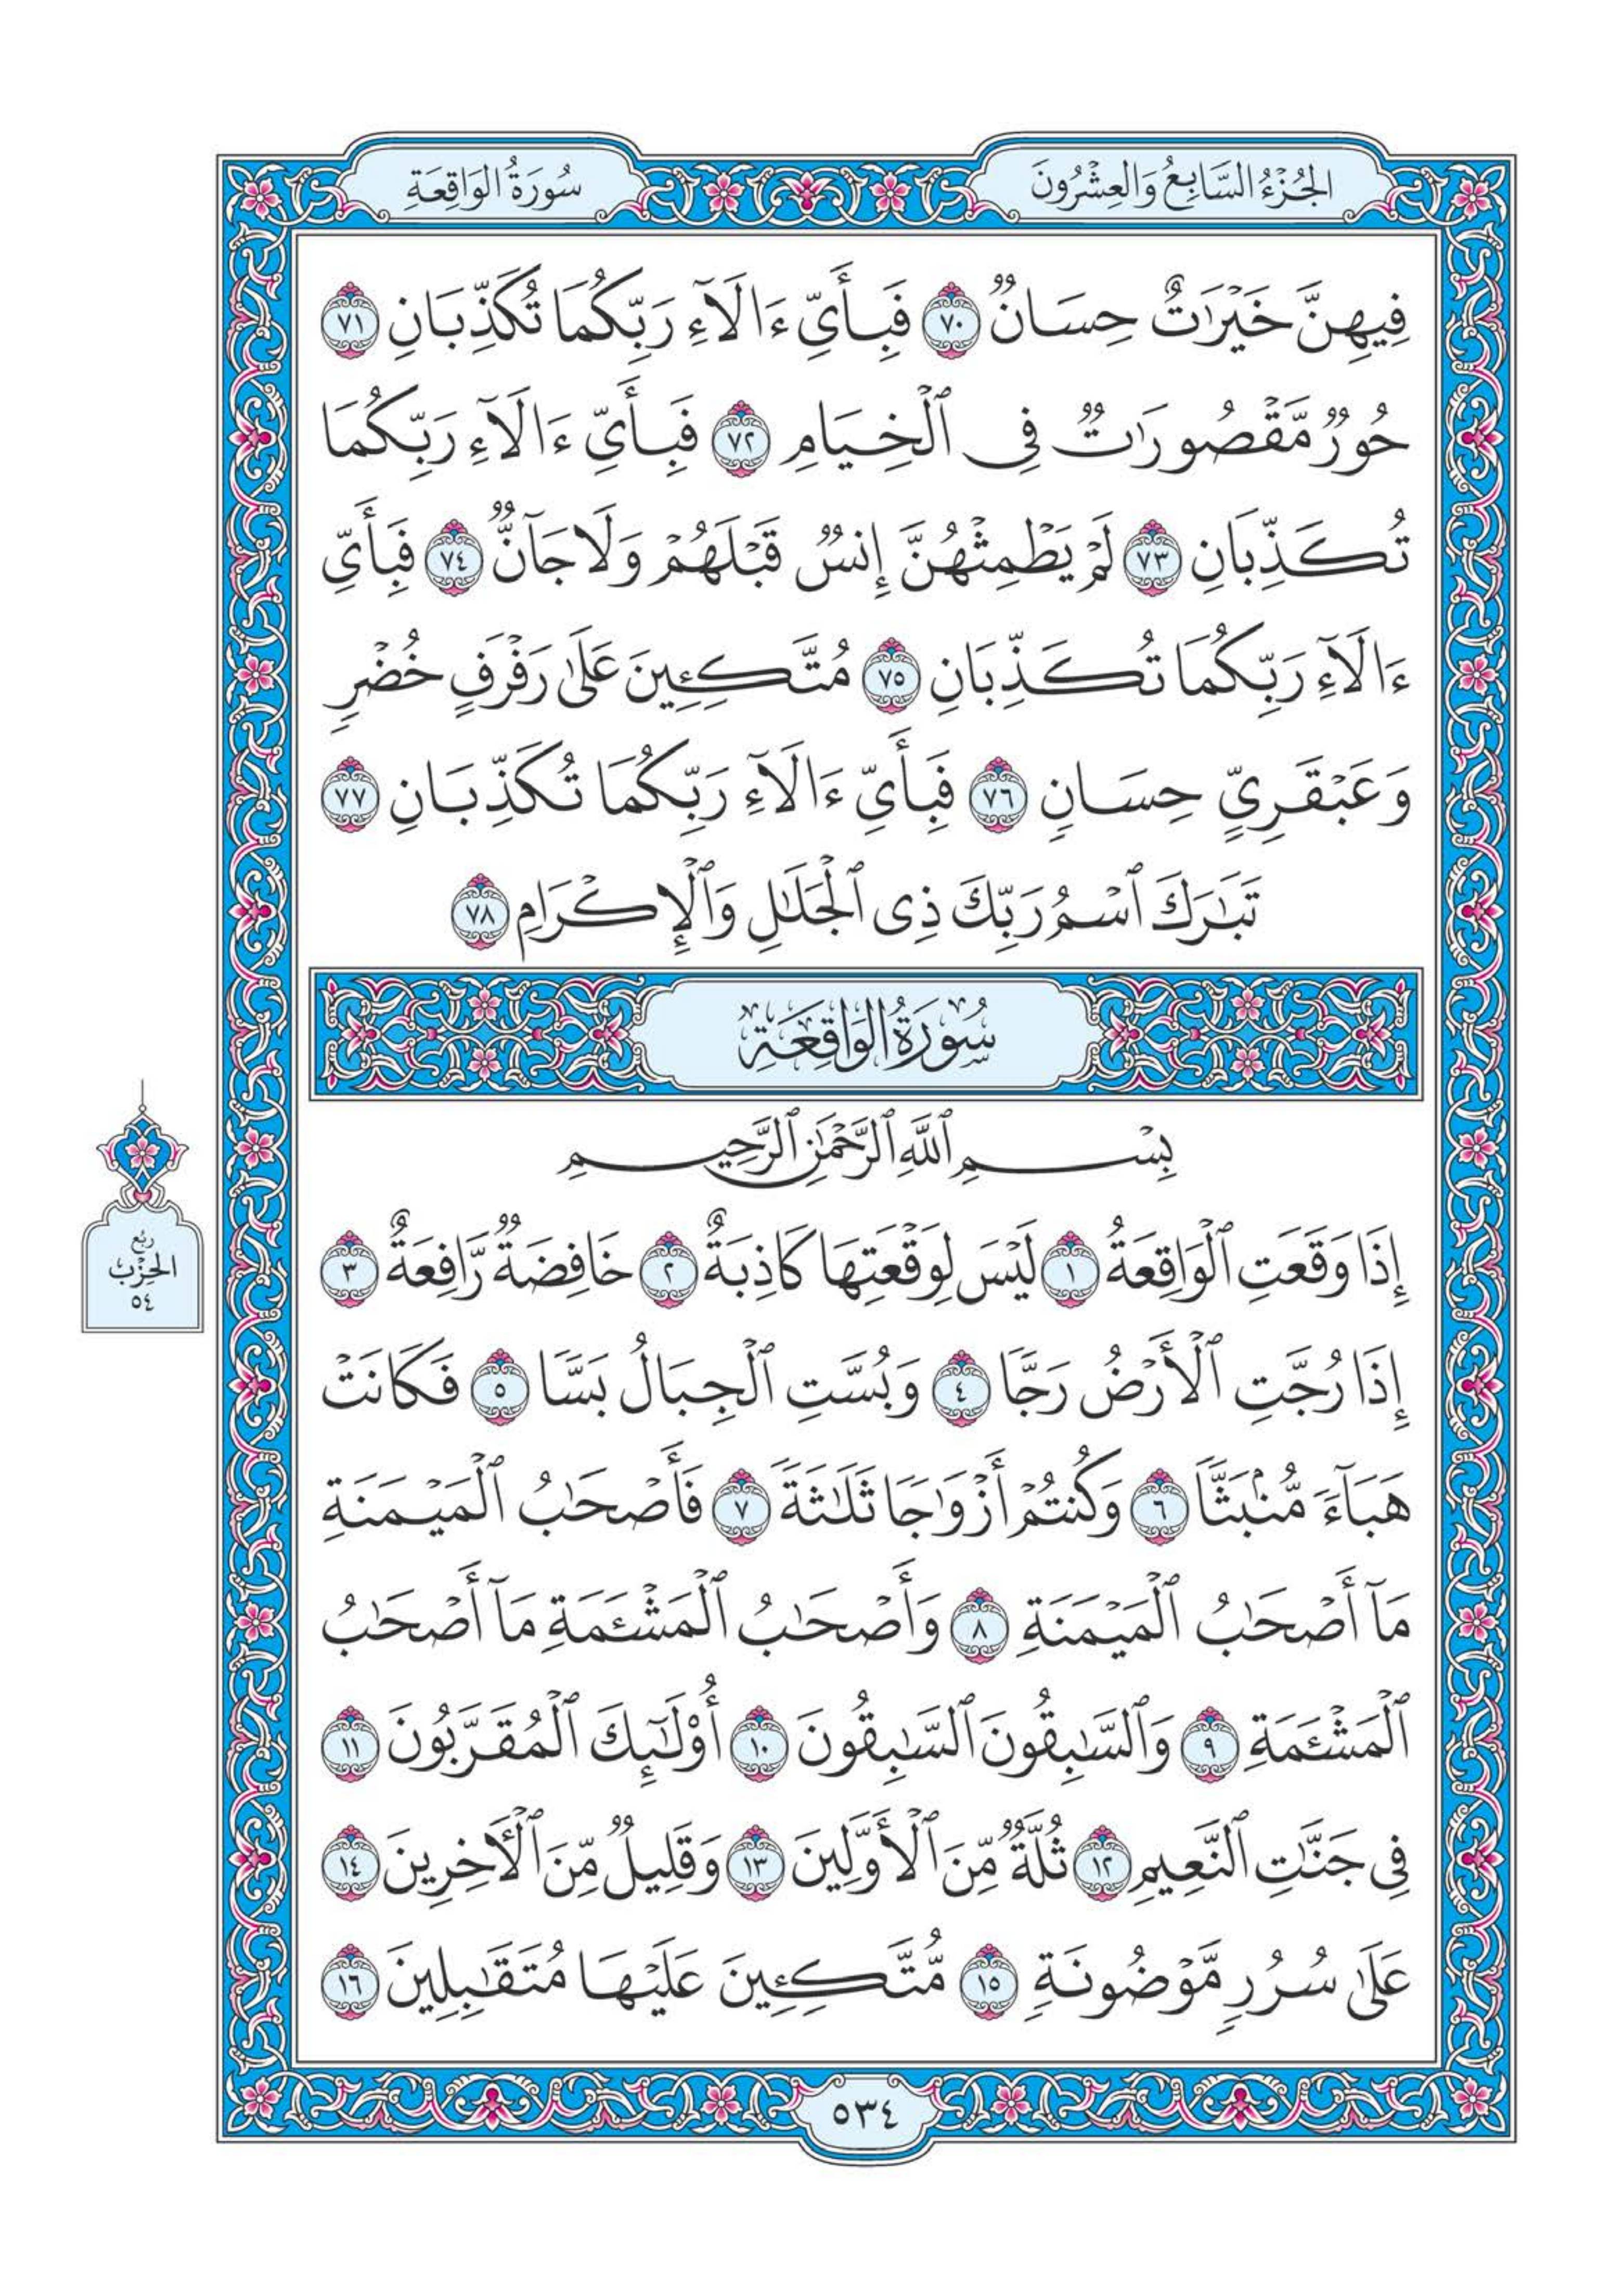 الجُزْءُ السَّابِعُ وَالعِشْرُونَ
سُورَةُ الوَاقِعَةِ
فِيهِنَّ خَيْرَٰتٌ حِسَانٌ ٧٠ فَبِأَيِّ ءَالَآءِ رَبِّكُمَا تُكَذِّبَانِ ٧١
حُورٌ مَّقْصُورَٰتٌ فِى ٱلْخِيَامِ ٧٢ فَبِأَيِّ ءَالَآءِ رَبِّكُمَا
تُكَذِّبَانِ ٧٣ لَمْ يَطْمِثْهُنَّ إِنسٌ قَبْلَهُمْ وَلَا جَآنٌّ ٧٤ فَبِأَيِّ
ءَالَآءِ رَبِّكُمَا تُكَذِّبَانِ ٧٥ مُتَّكِـِٔينَ عَلَىٰ رَفْرَفٍ خُضْرٍ
وَعَبْقَرِيٍّ حِسَانٍ ٧٦ فَبِأَيِّ ءَالَآءِ رَبِّكُمَا تُكَذِّبَانِ ٧٧
تَبَٰرَكَ ٱسْمُ رَبِّكَ ذِى ٱلْجَلَٰلِ وَٱلْإِكْرَامِ ٧٨
سُورَةُ الوَاقِعَةِ
بِسْمِ ٱللَّهِ ٱلرَّحْمَٰنِ ٱلرَّحِيمِ
إِذَا وَقَعَتِ ٱلْوَاقِعَةُ ١ لَيْسَ لِوَقْعَتِهَا كَاذِبَةٌ ٢ خَافِضَةٌ رَّافِعَةٌ ٣
إِذَا رُجَّتِ ٱلْأَرْضُ رَجًّا ٤ وَبُسَّتِ ٱلْجِبَالُ بَسًّا ٥ فَكَانَتْ
هَبَآءً مُّنۢبَثًّا ٦ وَكُنتُمْ أَزْوَٰجًا ثَلَٰثَةً ٧ فَأَصْحَٰبُ ٱلْمَيْمَنَةِ
مَآ أَصْحَٰبُ ٱلْمَيْمَنَةِ ٨ وَأَصْحَٰبُ ٱلْمَشْـَٔمَةِ مَآ أَصْحَٰبُ
ٱلْمَشْـَٔمَةِ ٩ وَٱلسَّٰبِقُونَ ٱلسَّٰبِقُونَ ١٠ أُو۟لَٰٓئِكَ ٱلْمُقَرَّبُونَ ١١
فِى جَنَّٰتِ ٱلنَّعِيمِ ١٢ ثُلَّةٌ مِّنَ ٱلْأَوَّلِينَ ١٣ وَقَلِيلٌ مِّنَ ٱلْـَٔاخِرِينَ ١٤
عَلَىٰ سُرُرٍ مَّوْضُونَةٍ ١٥ مُّتَّكِـِٔينَ عَلَيْهَا مُتَقَٰبِلِينَ ١٦
ربع
الحزب
٥٤
٥٣٤